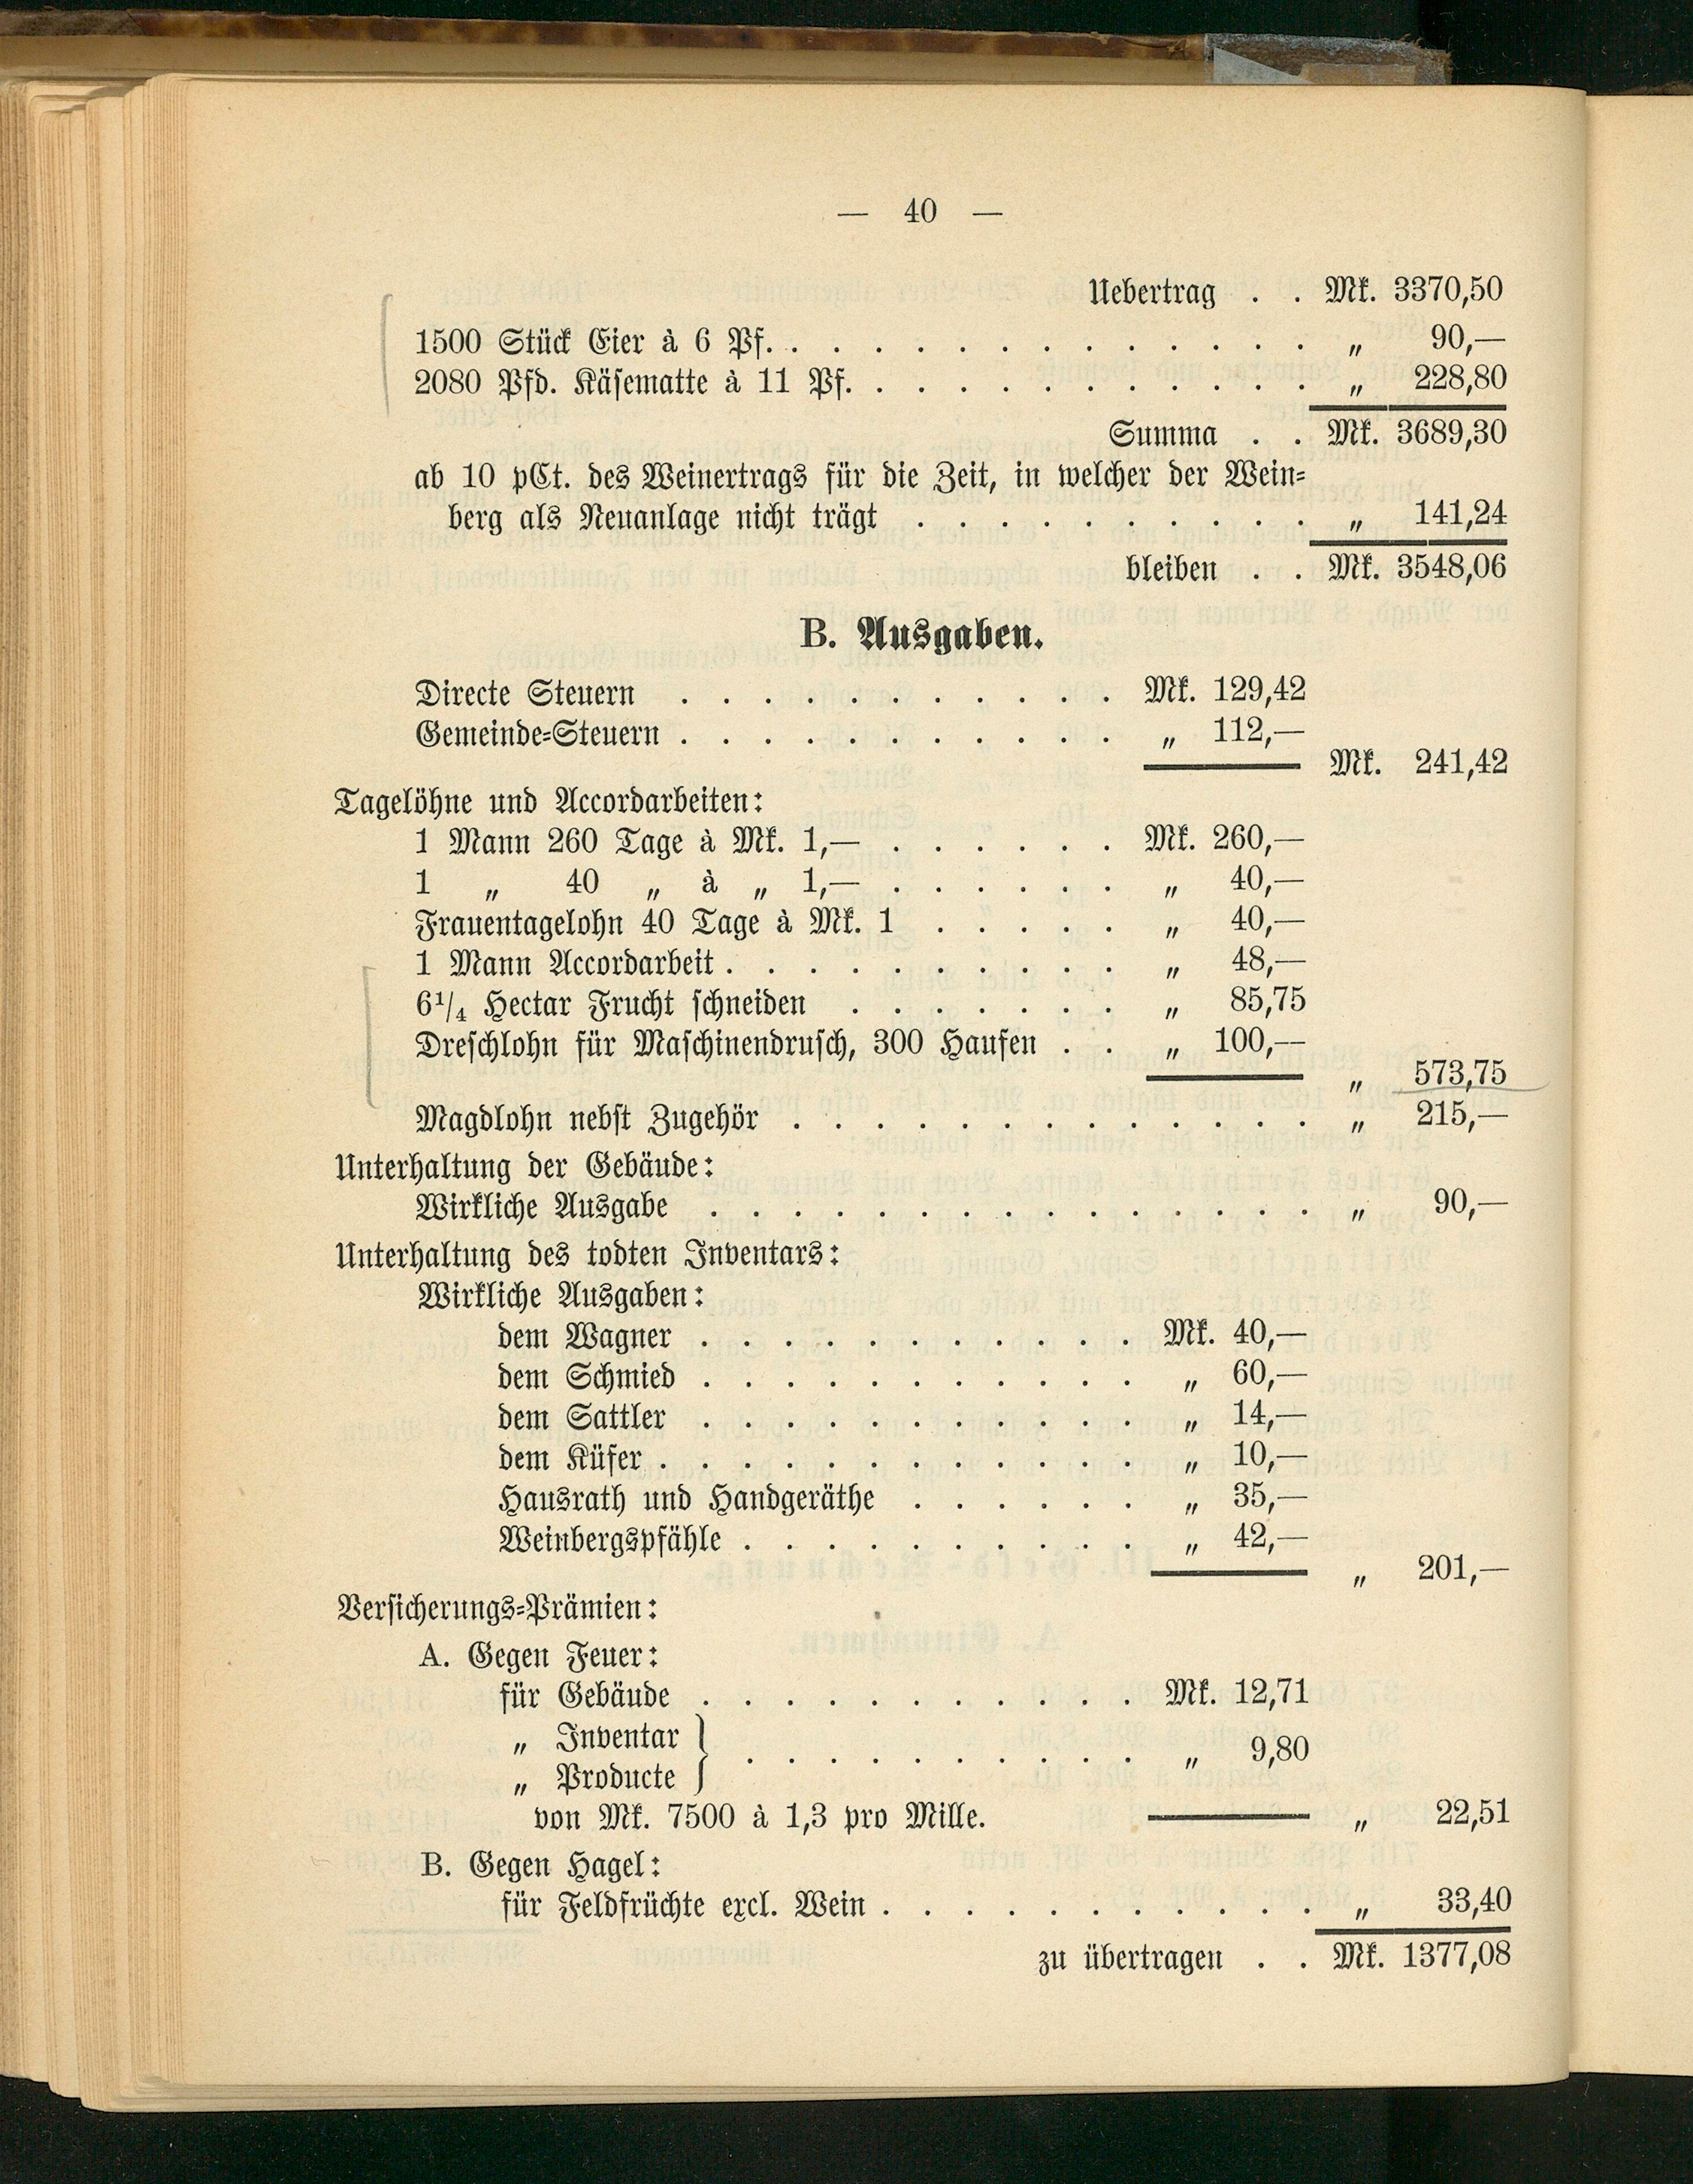 — 40 —
Uebertrag . . Mk. 3370,50
1500 Stück Eier à 6 Pf. . . . . . . . . . . . . . „ 90,—
2080 Pfd. Käsematte à 11 Pf. . . . . . . . . . . . „ 228,80
Summa . . Mk. 3689,30
ab 10 pCt. des Weinertrags für die Zeit, in welcher der Wein-
berg als Neuanlage nicht trägt . . . . . . . . . . „ 141,24
bleiben . . Mk. 3548,06
B. Ausgaben.
Directe Steuern . . . . . . . . . . . Mk. 129,42
Gemeinde-Steuern . . . . . . . . . . . „ 112,—
Mk. 241,42
Tagelöhne und Accordarbeiten:
1 Mann 260 Tage à Mk. 1,— . . . . . . Mk. 260,—
1 „ 40 „ à „ 1,— . . . . . . „ 40,—
Frauentagelohn 40 Tage à Mk. 1 . . . . . „ 40,—
1 Mann Accordarbeit . . . . . . . . . . „ 48,—
6¹/₄ Hectar Frucht schneiden . . . . . . . „ 85,75
Dreschlohn für Maschinendrusch, 300 Haufen . . „ 100,—
„ 573,75
Magdlohn nebst Zugehör . . . . . . . . . . . . . „ 215,—
Unterhaltung der Gebäude:
Wirkliche Ausgabe . . . . . . . . . . . . . . . „ 90,—
Unterhaltung des todten Inventars:
Wirkliche Ausgaben:
dem Wagner . . . . . . . . . . . Mk. 40,—
dem Schmied . . . . . . . . . . . „ 60,—
dem Sattler . . . . . . . . . . . „ 14,—
dem Küfer . . . . . . . . . . . . „ 10,—
Hausrath und Handgeräthe . . . . . . „ 35,—
Weinbergspfähle . . . . . . . . . . „ 42,—
„ 201,—
Versicherungs-Prämien:
A. Gegen Feuer:
für Gebäude . . . . . . . . . . . Mk. 12,71
„ Inventar }
. . . . . . . . . . „ 9,80
„ Producte }
von Mk. 7500 à 1,3 pro Mille. „ 22,51
B. Gegen Hagel:
für Feldfrüchte excl. Wein . . . . . . . . . . . „ 33,40
zu übertragen . . Mk. 1377,08